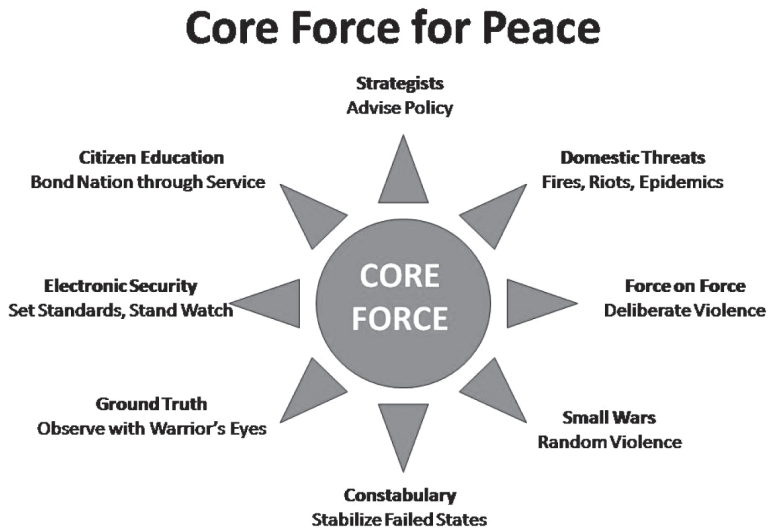 Core Force for Peace
Strategists
Advise Policy
Citizen Education
Bond Nation through Service
Domestic Threats
Fires, Riots, Epidemics
Electronic Security
Set Standards, Stand Watch
CORE
FORCE
Force on Force
Deliberate Violence
Ground Truth
Observe with Warrior's Eyes
Small Wars
Random Violence
Constabulary
Stabilize Failed States